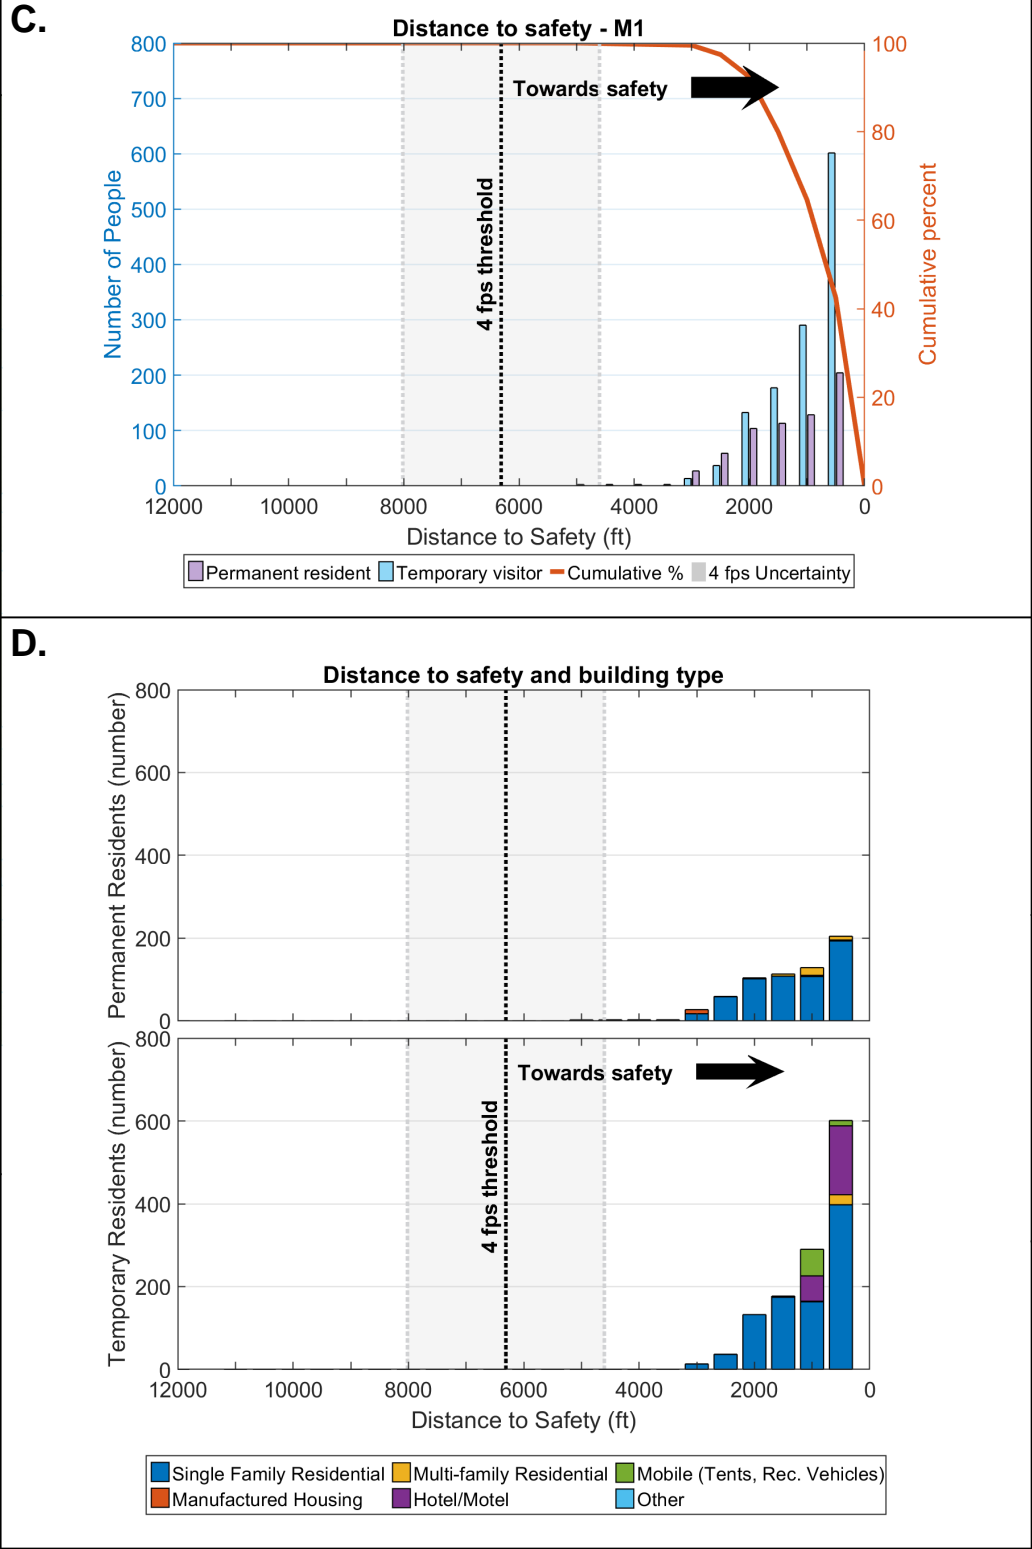 C.
Distance to safety - M1
800
700
600
500
400
300
200
100
0
Number of People
100
80
60
40
20
0
Cumulative percent
Towards safety
4 fps threshold
12000 10000 8000 6000 4000 2000 0
Distance to Safety (ft)
Permanent resident Temporary visitor Cumulative % 4 fps Uncertainty
D.
Distance to safety and building type
800
600
400
200
0
Permanent Residents (number)
800
600
400
200
0
Temporary Residents (number)
Towards safety
4 fps threshold
12000 10000 8000 6000 4000 2000 0
Distance to Safety (ft)
Single Family Residential Multi-family Residential Mobile (Tents, Rec. Vehicles)
Manufactured Housing Hotel/Motel Other